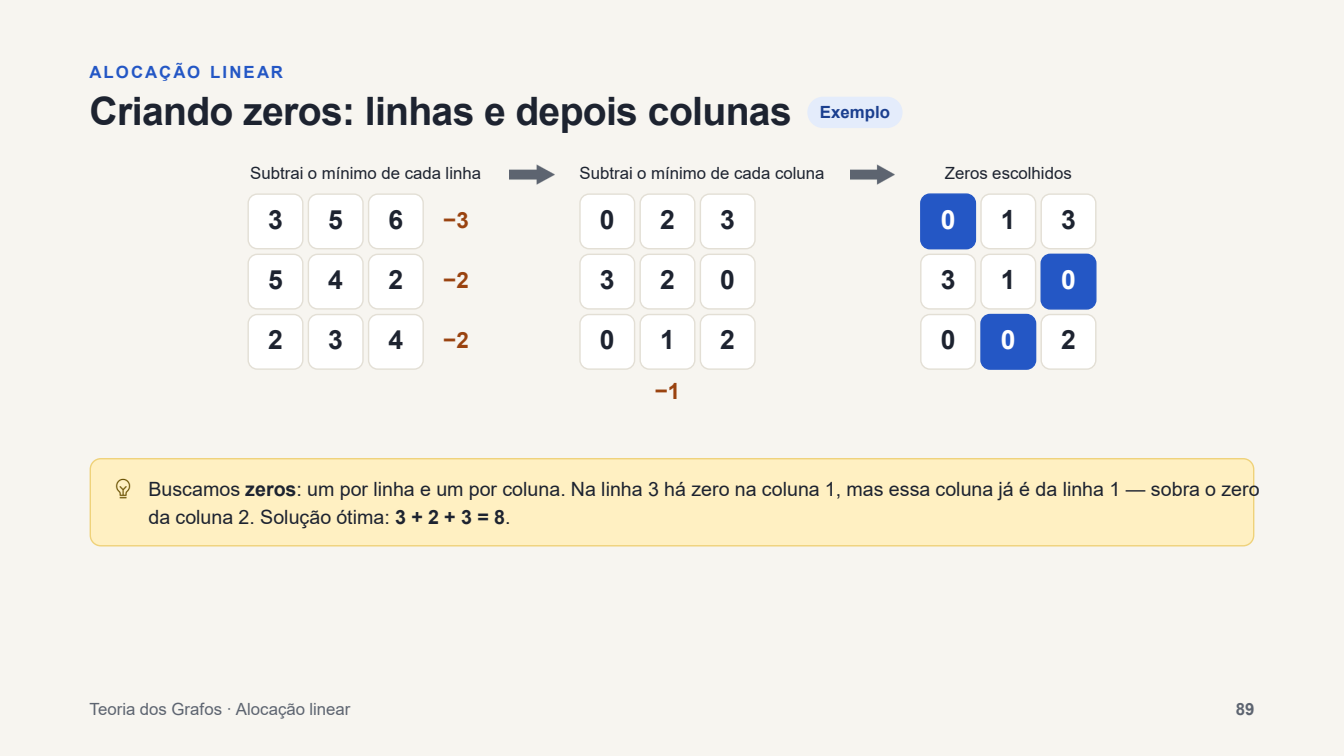 ALOCAÇÃO LINEAR
Criando zeros: linhas e depois colunas Exemplo
Subtrai o mínimo de cada linha Subtrai o mínimo de cada coluna Zeros escolhidos
3 5 6 −3 0 2 3 0 1 3
5 4 2 −2 3 2 0 3 1 0
2 3 4 −2 0 1 2 0 0 2
−1
Buscamos zeros: um por linha e um por coluna. Na linha 3 há zero na coluna 1, mas essa coluna já é da linha 1 — sobra o zero
da coluna 2. Solução ótima: 3 + 2 + 3 = 8.
Teoria dos Grafos · Alocação linear 89